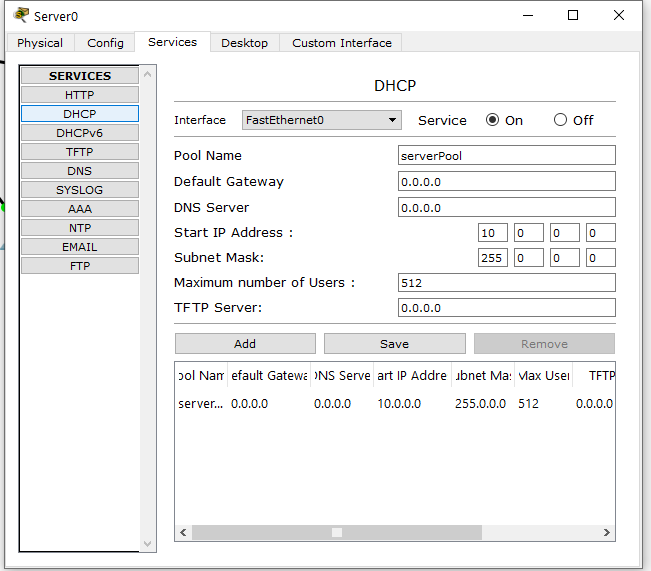 Server0
Physical Config Services Desktop Custom Interface
SERVICES
HTTP
DHCP
DHCPv6
TFTP
DNS
SYSLOG
AAA
NTP
EMAIL
FTP
DHCP
Interface FastEthernet0 Service On Off
Pool Name serverPool
Default Gateway 0.0.0.0
DNS Server 0.0.0.0
Start IP Address : 10 0 0 0
Subnet Mask: 255 0 0 0
Maximum number of Users : 512
TFTP Server: 0.0.0.0
Add Save Remove
ool Nam efault Gatewa NS Serve art IP Addre ubnet Mas Max User TFTP
server... 0.0.0.0 0.0.0.0 10.0.0.0 255.0.0.0 512 0.0.0.0